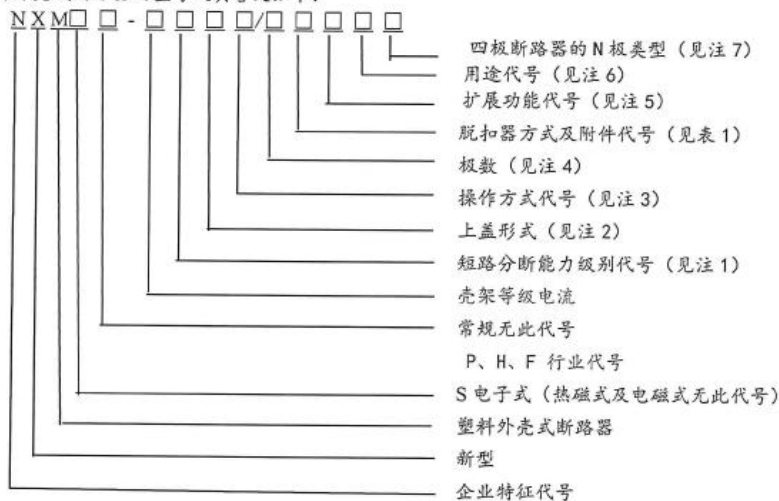 NXM□□-□□□□/□□□□□
四极断路器的N极类型（见注7）
用途代号（见注6）
扩展功能代号（见注5）
脱扣器方式及附件代号（见表1）
极数（见注4）
操作方式代号（见注3）
上盖形式（见注2）
短路分断能力级别代号（见注1）
壳架等级电流
常规无此代号
P、H、F 行业代号
S电子式（热磁式及电磁式无此代号）
塑料外壳式断路器
新型
企业特征代号